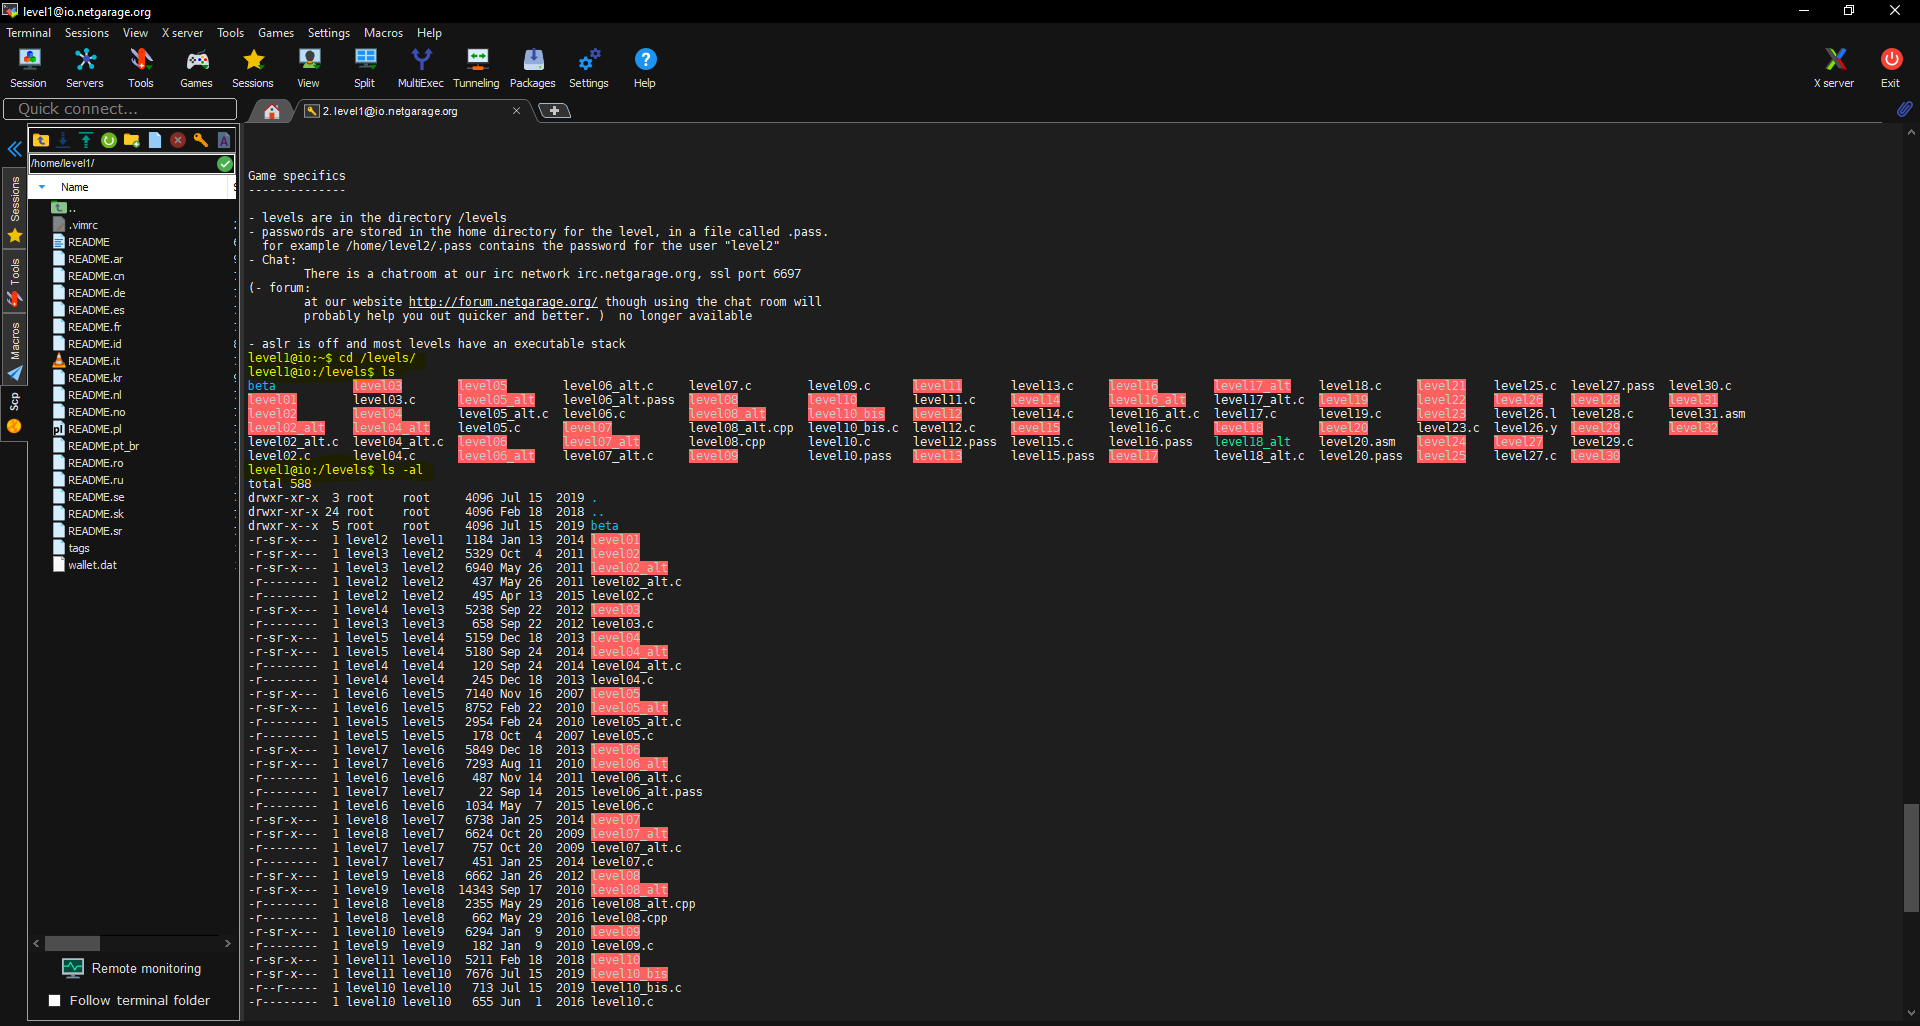 level1@io.netgarage.org
Terminal Sessions View X server Tools Games Settings Macros Help
Session Servers Tools Games Sessions View Split MultiExec Tunneling Packages Settings Help X server Exit
Quick connect...
2. level1@io.netgarage.org
/home/level1/
Name
Sessions
Tools
Macros
Scp
..
.vimrc
README
README.ar
README.cn
README.de
README.es
README.fr
README.id
README.it
README.kr
README.nl
README.no
README.pl
README.pt_br
README.ro
README.ru
README.se
README.sk
README.sr
tags
wallet.dat
Remote monitoring
Follow terminal folder
Game specifics
--------------
- levels are in the directory /levels
- passwords are stored in the home directory for the level, in a file called .pass.
  for example /home/level2/.pass contains the password for the user "level2"
- Chat:
        There is a chatroom at our irc network irc.netgarage.org, ssl port 6697
(- forum:
        at our website http://forum.netgarage.org/ though using the chat room will
        probably help you out quicker and better. )  no longer available
- aslr is off and most levels have an executable stack
level1@io:~$ cd /levels/
level1@io:/levels$ ls
beta level03 level05 level06_alt.c level07.c level09.c level11 level13.c level16 level17_alt level18.c level21 level25.c level27.pass level30.c
level01 level03.c level05_alt level06_alt.pass level08 level10 level11.c level14 level16_alt level17_alt.c level19 level22 level26 level28 level31
level02 level04 level05_alt.c level06.c level08_alt level10_bis level12 level14.c level16_alt.c level17.c level19.c level23 level26.l level28.c level31.asm
level02_alt level04_alt level05.c level07 level08_alt.cpp level10_bis.c level12.c level15 level16.c level18 level20 level23.c level26.y level29 level32
level02_alt.c level04_alt.c level06 level07_alt level08.cpp level10.c level12.pass level15.c level16.pass level18_alt level20.asm level24 level27 level29.c
level02.c level04.c level06_alt level07_alt.c level09 level10.pass level13 level15.pass level17 level18_alt.c level20.pass level25 level27.c level30
level1@io:/levels$ ls -al
total 588
drwxr-xr-x  3 root    root     4096 Jul 15  2019 .
drwxr-xr-x 24 root    root     4096 Feb 18  2018 ..
drwxr-x--x  5 root    root     4096 Jul 15  2019 beta
-r-sr-x---  1 level2  level1   1184 Jan 13  2014 level01
-r-sr-x---  1 level3  level2   5329 Oct  4  2011 level02
-r-sr-x---  1 level3  level2   6940 May 26  2011 level02_alt
-r--------  1 level2  level2    437 May 26  2011 level02_alt.c
-r--------  1 level2  level2    495 Apr 13  2015 level02.c
-r-sr-x---  1 level4  level3   5238 Sep 22  2012 level03
-r--------  1 level3  level3    658 Sep 22  2012 level03.c
-r-sr-x---  1 level5  level4   5159 Dec 18  2013 level04
-r-sr-x---  1 level5  level4   5180 Sep 24  2014 level04_alt
-r--------  1 level4  level4    120 Sep 24  2014 level04_alt.c
-r--------  1 level4  level4    245 Dec 18  2013 level04.c
-r-sr-x---  1 level6  level5   7140 Nov 16  2007 level05
-r-sr-x---  1 level6  level5   8752 Feb 22  2010 level05_alt
-r--------  1 level5  level5   2954 Feb 24  2010 level05_alt.c
-r--------  1 level5  level5    178 Oct  4  2007 level05.c
-r-sr-x---  1 level7  level6   5849 Dec 18  2013 level06
-r-sr-x---  1 level7  level6   7293 Aug 11  2010 level06_alt
-r--------  1 level6  level6    487 Nov 14  2011 level06_alt.c
-r--------  1 level7  level7     22 Sep 14  2015 level06_alt.pass
-r--------  1 level6  level6   1034 May  7  2015 level06.c
-r-sr-x---  1 level8  level7   6738 Jan 25  2014 level07
-r-sr-x---  1 level8  level7   6624 Oct 20  2009 level07_alt
-r--------  1 level7  level7    757 Oct 20  2009 level07_alt.c
-r--------  1 level7  level7    451 Jan 25  2014 level07.c
-r-sr-x---  1 level9  level8   6662 Jan 26  2012 level08
-r-sr-x---  1 level9  level8  14343 Sep 17  2010 level08_alt
-r--------  1 level8  level8   2355 May 29  2016 level08_alt.cpp
-r--------  1 level8  level8    662 May 29  2016 level08.cpp
-r-sr-x---  1 level10 level9   6294 Jan  9  2010 level09
-r--------  1 level9  level9    182 Jan  9  2010 level09.c
-r-sr-x---  1 level11 level10  5211 Feb 18  2018 level10
-r-sr-x---  1 level11 level10  7676 Jul 15  2019 level10_bis
-r--r-----  1 level10 level10   713 Jul 15  2019 level10_bis.c
-r--------  1 level10 level10   655 Jun  1  2016 level10.c